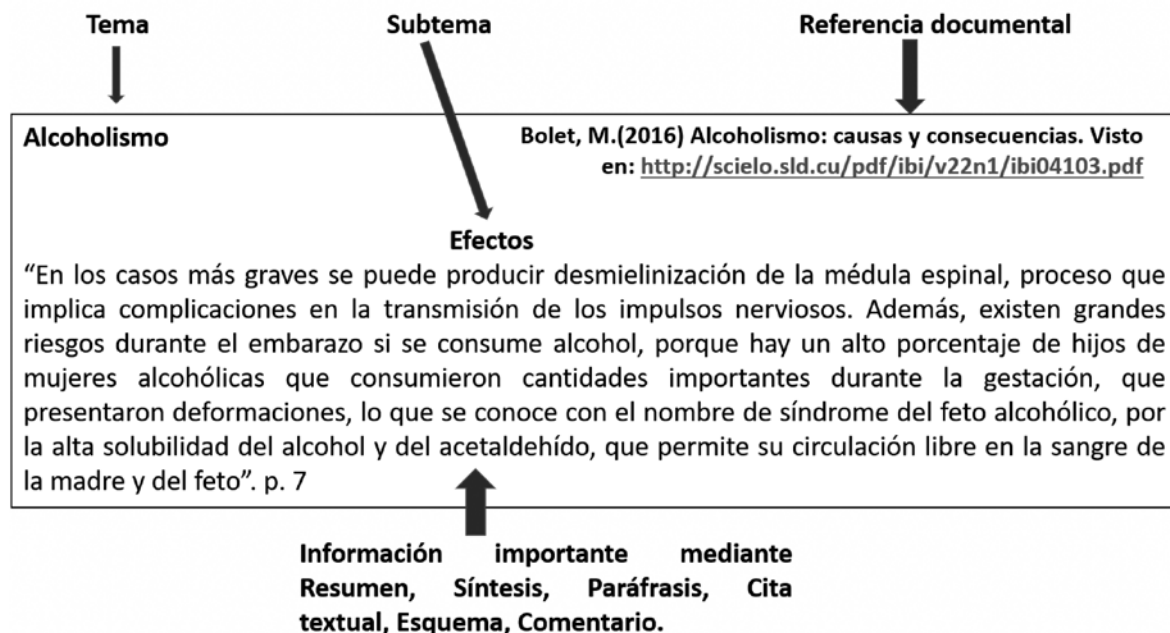 Tema Subtema Referencia documental
Alcoholismo Bolet, M.(2016) Alcoholismo: causas y consecuencias. Visto
en: http://scielo.sld.cu/pdf/ibi/v22n1/ibi04103.pdf
Efectos
“En los casos más graves se puede producir desmielinización de la médula espinal, proceso que
implica complicaciones en la transmisión de los impulsos nerviosos. Además, existen grandes
riesgos durante el embarazo si se consume alcohol, porque hay un alto porcentaje de hijos de
mujeres alcohólicas que consumieron cantidades importantes durante la gestación, que
presentaron deformaciones, lo que se conoce con el nombre de síndrome del feto alcohólico, por
la alta solubilidad del alcohol y del acetaldehído, que permite su circulación libre en la sangre de
la madre y del feto”. p. 7
Información importante mediante
Resumen, Síntesis, Paráfrasis, Cita
textual, Esquema, Comentario.